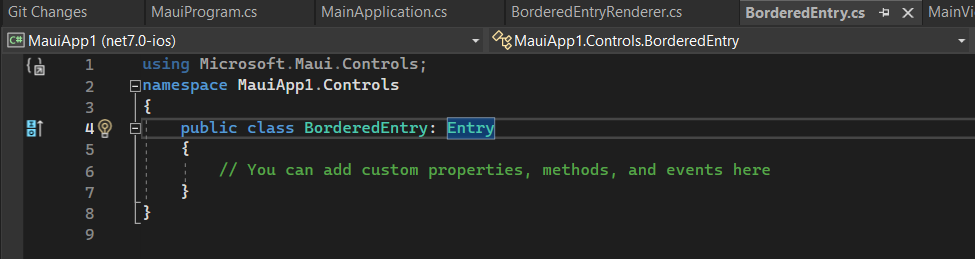 Git Changes MauiProgram.cs MainApplication.cs BorderedEntryRenderer.cs BorderedEntry.cs MainVi
C# MauiApp1 (net7.0-ios) MauiApp1.Controls.BorderedEntry
1 using Microsoft.Maui.Controls;
2 namespace MauiApp1.Controls
3 {
4 public class BorderedEntry: Entry
5 {
6 // You can add custom properties, methods, and events here
7 }
8 }
9